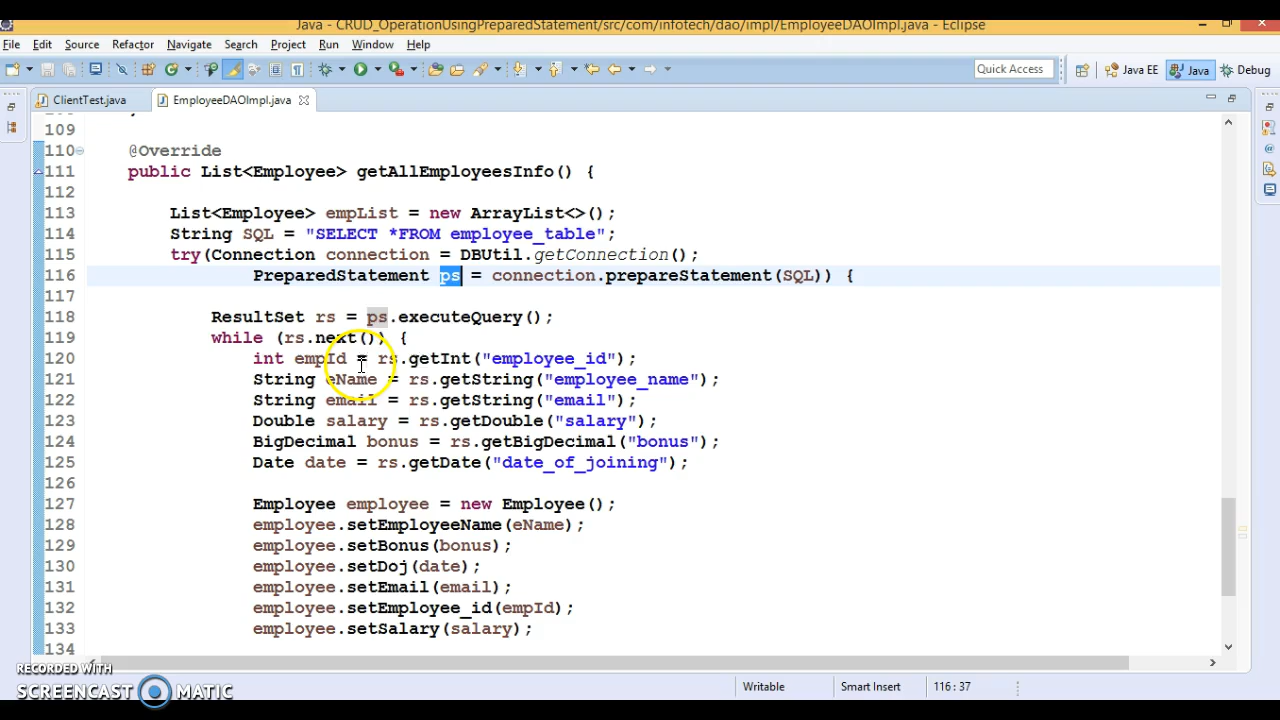 Java - CRUD_OperationUsingPreparedStatement/src/com/infotech/dao/impl/EmployeeDAOImpl.java - Eclipse
File Edit Source Refactor Navigate Search Project Run Window Help
Quick Access Java EE Java Debug
ClientTest.java EmployeeDAOImpl.java
109
110 @Override
111 public List<Employee> getAllEmployeesInfo() {
112
113 List<Employee> empList = new ArrayList<>();
114 String SQL = "SELECT *FROM employee_table";
115 try(Connection connection = DBUtil.getConnection();
116 PreparedStatement ps = connection.prepareStatement(SQL)) {
117
118 ResultSet rs = ps.executeQuery();
119 while (rs.next()) {
120 int empId = rs.getInt("employee_id");
121 String eName = rs.getString("employee_name");
122 String email = rs.getString("email");
123 Double salary = rs.getDouble("salary");
124 BigDecimal bonus = rs.getBigDecimal("bonus");
125 Date date = rs.getDate("date_of_joining");
126
127 Employee employee = new Employee();
128 employee.setEmployeeName(eName);
129 employee.setBonus(bonus);
130 employee.setDoj(date);
131 employee.setEmail(email);
132 employee.setEmployee_id(empId);
133 employee.setSalary(salary);
134
RECORDED WITH
SCREENCAST MATIC
Writable Smart Insert 116 : 37